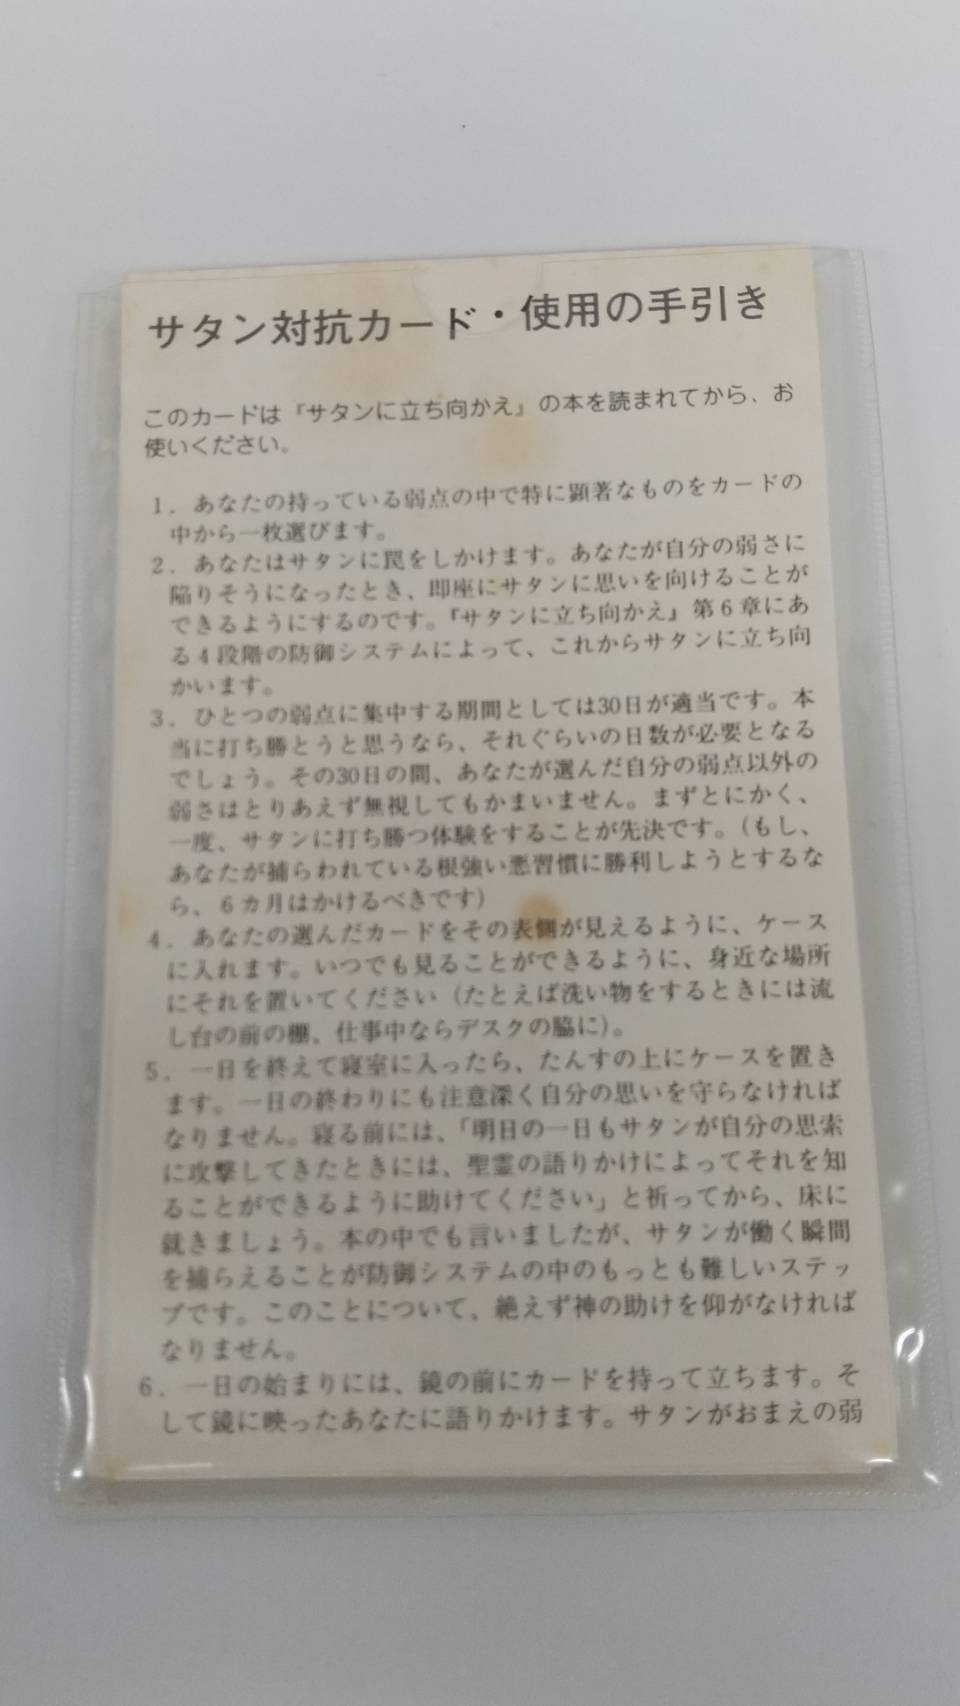 サタン対抗カード・使用の手引き
このカードは『サタンに立ち向かえ』の本を読まれてから、お
使いください。
1．あなたの持っている弱点の中で特に顕著なものをカードの
中から一枚選びます。
2．あなたはサタンに罠をしかけます。あなたが自分の弱さに
陥りそうになったとき、即座にサタンに思いを向けることが
できるようにするのです。『サタンに立ち向かえ』第6章にあ
る4段階の防御システムによって、これからサタンに立ち向
かいます。
3．ひとつの弱点に集中する期間としては30日が適当です。本
当に打ち勝とうと思うなら、それぐらいの日数が必要となる
でしょう。その30日の間、あなたが選んだ自分の弱点以外の
弱さはとりあえず無視してもかまいません。まずとにかく、
一度、サタンに打ち勝つ体験をすることが先決です。（もし、
あなたが捕らわれている根強い悪習慣に勝利しようとするな
ら、6カ月はかけるべきです）
4．あなたの選んだカードをその表側が見えるように、ケース
に入れます。いつでも見ることができるように、身近な場所
にそれを置いてください（たとえば洗い物をするときには流
し台の前の棚、仕事中ならデスクの脇に）。
5．一日を終えて寝室に入ったら、たんすの上にケースを置き
ます。一日の終わりにも注意深く自分の思いを守らなければ
なりません。寝る前には、「明日の一日もサタンが自分の思索
に攻撃してきたときには、聖霊の語りかけによってそれを知
ることができるように助けてください」と祈ってから、床に
就きましょう。本の中でも言いましたが、サタンが働く瞬間
を捕らえることが防御システムの中のもっとも難しいステッ
プです。このことについて、絶えず神の助けを仰がなければ
なりません。
6．一日の始まりには、鏡の前にカードを持って立ちます。そ
して鏡に映ったあなたに語りかけます。サタンがおまえの弱